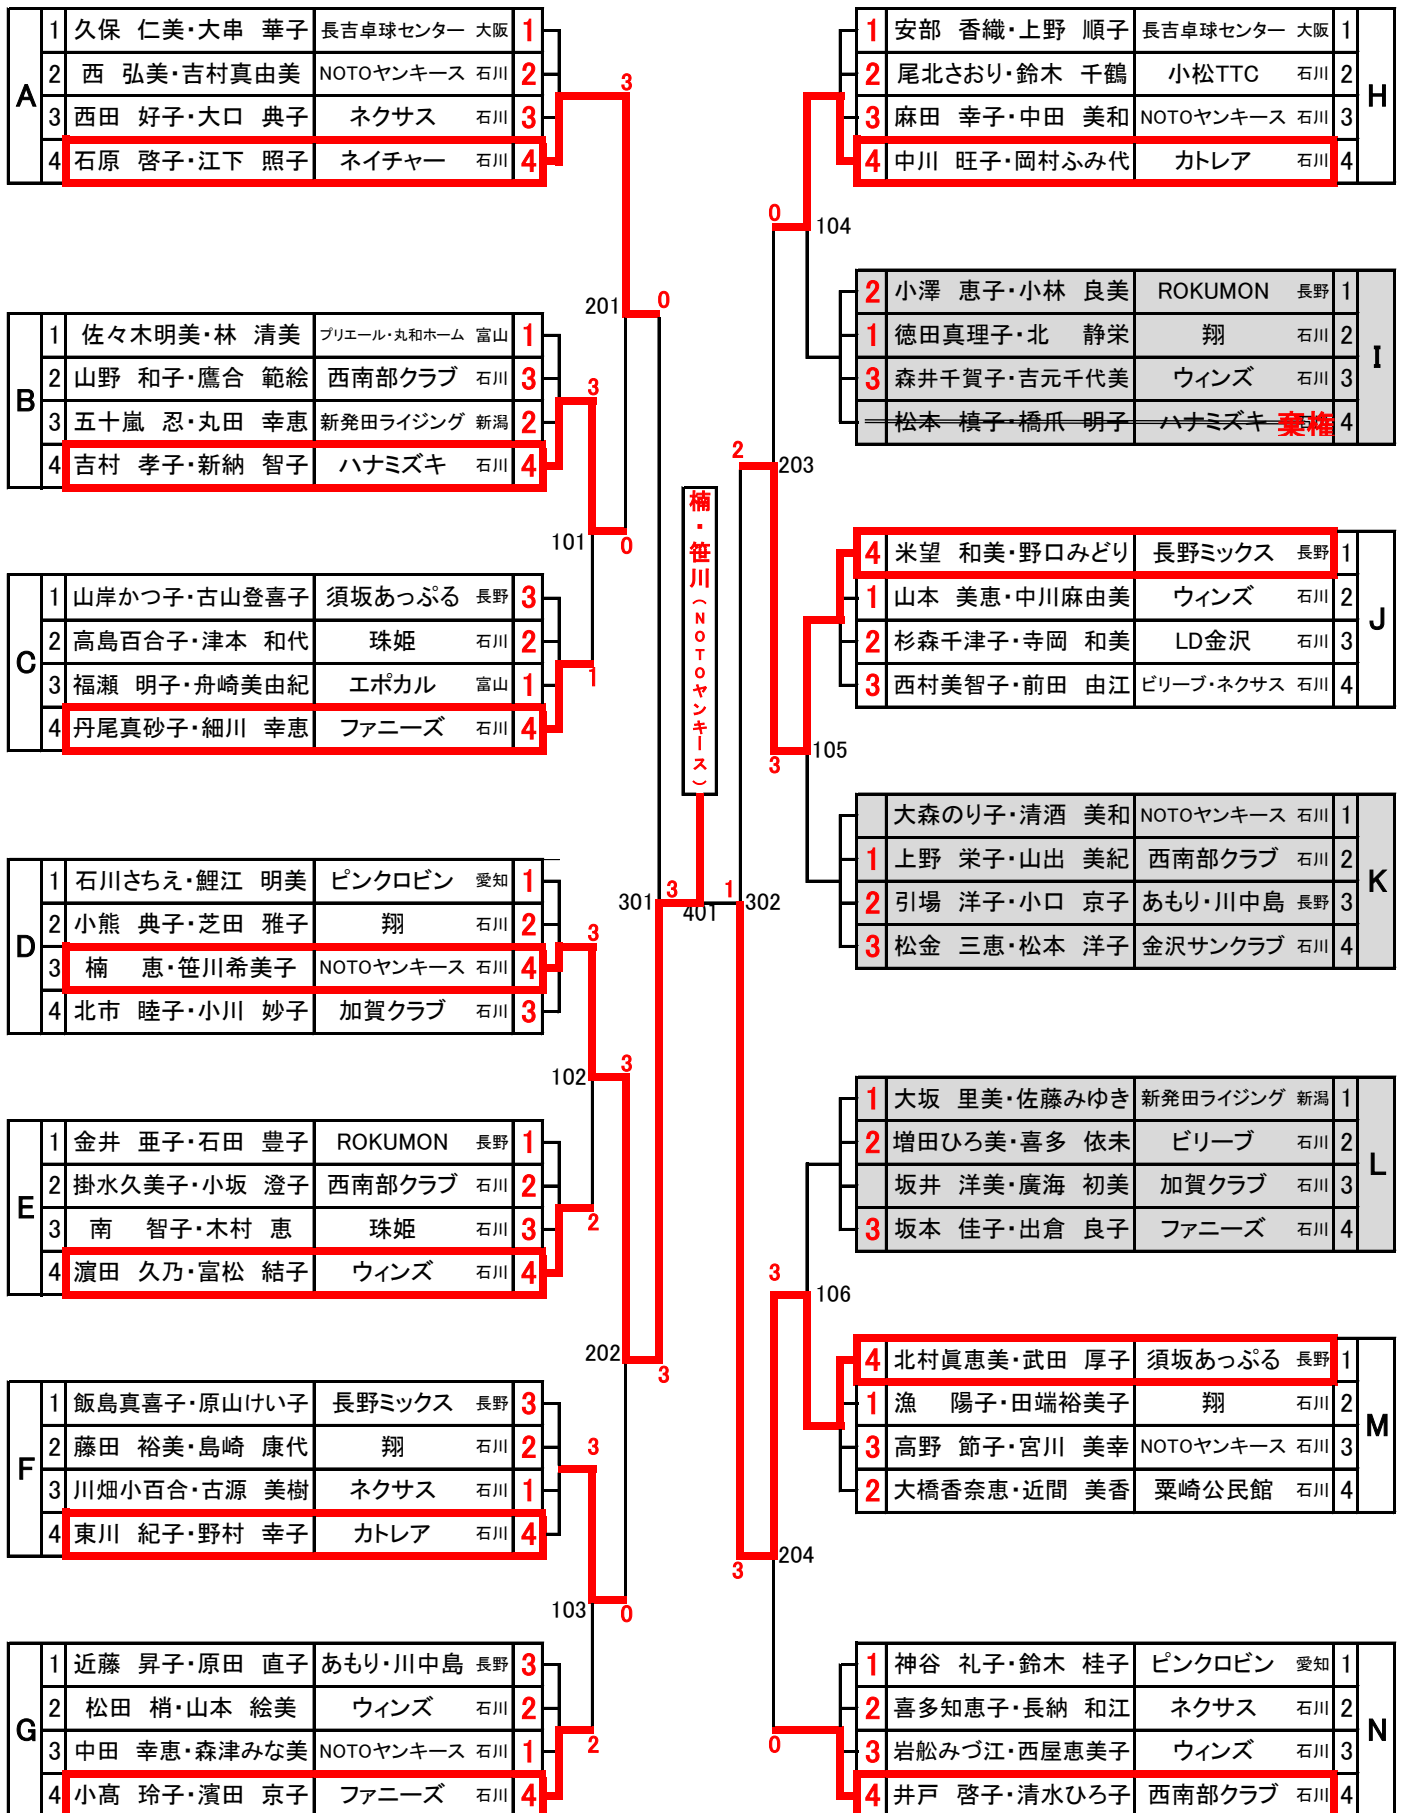 A
1 久保 仁美・大串 華子 長吉卓球センター 大阪 1
2 西 弘美・吉村真由美 NOTOヤンキース 石川 2
3 西田 好子・大口 典子 ネクサス 石川 3
4 石原 啓子・江下 照子 ネイチャー 石川 4
3
201 0
B
1 佐々木明美・林 清美 プリエール・丸和ホーム 富山 1
2 山野 和子・鷹合 範絵 西南部クラブ 石川 3
3 五十嵐 忍・丸田 幸恵 新発田ライジング 新潟 2
4 吉村 孝子・新納 智子 ハナミズキ 石川 4
3
101 0
C
1 山岸かつ子・古山登喜子 須坂あっぷる 長野 3
2 高島百合子・津本 和代 珠姫 石川 2
3 福瀬 明子・舟崎美由紀 エポカル 富山 1
4 丹尾真砂子・細川 幸恵 ファニーズ 石川 4
1
D
1 石川さちえ・鯉江 明美 ピンクロビン 愛知 1
2 小熊 典子・芝田 雅子 翔 石川 2
3 楠 恵・笹川希美子 NOTOヤンキース 石川 4
4 北市 睦子・小川 妙子 加賀クラブ 石川 3
3
102 3
E
1 金井 亜子・石田 豊子 ROKUMON 長野 1
2 掛水久美子・小坂 澄子 西南部クラブ 石川 2
3 南 智子・木村 恵 珠姫 石川 3
4 濵田 久乃・富松 結子 ウィンズ 石川 4
2
202 3
F
1 飯島真喜子・原山けい子 長野ミックス 長野 3
2 藤田 裕美・島崎 康代 翔 石川 2
3 川畑小百合・古源 美樹 ネクサス 石川 1
4 東川 紀子・野村 幸子 カトレア 石川 4
3
103 0
G
1 近藤 昇子・原田 直子 あもり・川中島 長野 3
2 松田 梢・山本 絵美 ウィンズ 石川 2
3 中田 幸恵・森津みな美 NOTOヤンキース 石川 1
4 小髙 玲子・濱田 京子 ファニーズ 石川 4
2
楠・笹川(NOTOヤンキース)
301 3 401 1 302
H
1 安部 香織・上野 順子 長吉卓球センター 大阪 1
2 尾北さおり・鈴木 千鶴 小松TTC 石川 2
3 麻田 幸子・中田 美和 NOTOヤンキース 石川 3
4 中川 旺子・岡村ふみ代 カトレア 石川 4
0 104
I
2 小澤 恵子・小林 良美 ROKUMON 長野 1
1 徳田真理子・北 静栄 翔 石川 2
3 森井千賀子・吉元千代美 ウィンズ 石川 3
松本 槙子・橋爪 明子 ハナミズキ 棄権 4
2 203
J
4 米望 和美・野口みどり 長野ミックス 長野 1
1 山本 美恵・中川麻由美 ウィンズ 石川 2
2 杉森千津子・寺岡 和美 LD金沢 石川 3
3 西村美智子・前田 由江 ビリーブ・ネクサス 石川 4
3 105
K
大森のり子・清酒 美和 NOTOヤンキース 石川 1
1 上野 栄子・山出 美紀 西南部クラブ 石川 2
2 引場 洋子・小口 京子 あもり・川中島 長野 3
3 松金 三恵・松本 洋子 金沢サンクラブ 石川 4
L
1 大坂 里美・佐藤みゆき 新発田ライジング 新潟 1
2 増田ひろ美・喜多 依未 ビリーブ 石川 2
坂井 洋美・廣海 初美 加賀クラブ 石川 3
3 坂本 佳子・出倉 良子 ファニーズ 石川 4
3 106
M
4 北村眞恵美・武田 厚子 須坂あっぷる 長野 1
1 漁 陽子・田端裕美子 翔 石川 2
3 高野 節子・宮川 美幸 NOTOヤンキース 石川 3
2 大橋香奈恵・近間 美香 粟崎公民館 石川 4
3 204
N
1 神谷 礼子・鈴木 桂子 ピンクロビン 愛知 1
2 喜多知恵子・長納 和江 ネクサス 石川 2
3 岩舩みづ江・西屋恵美子 ウィンズ 石川 3
4 井戸 啓子・清水ひろ子 西南部クラブ 石川 4
0